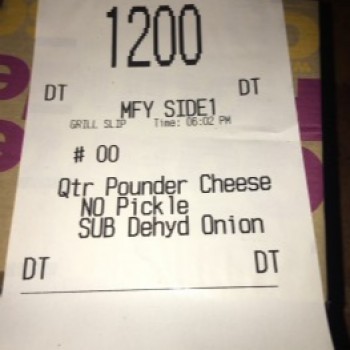 1200
DT DT
MFY SIDE1
GRILL SLIP Time: 06:02 PM
# 00
Qtr Pounder Cheese
NO Pickle
SUB Dehyd Onion
DT DT